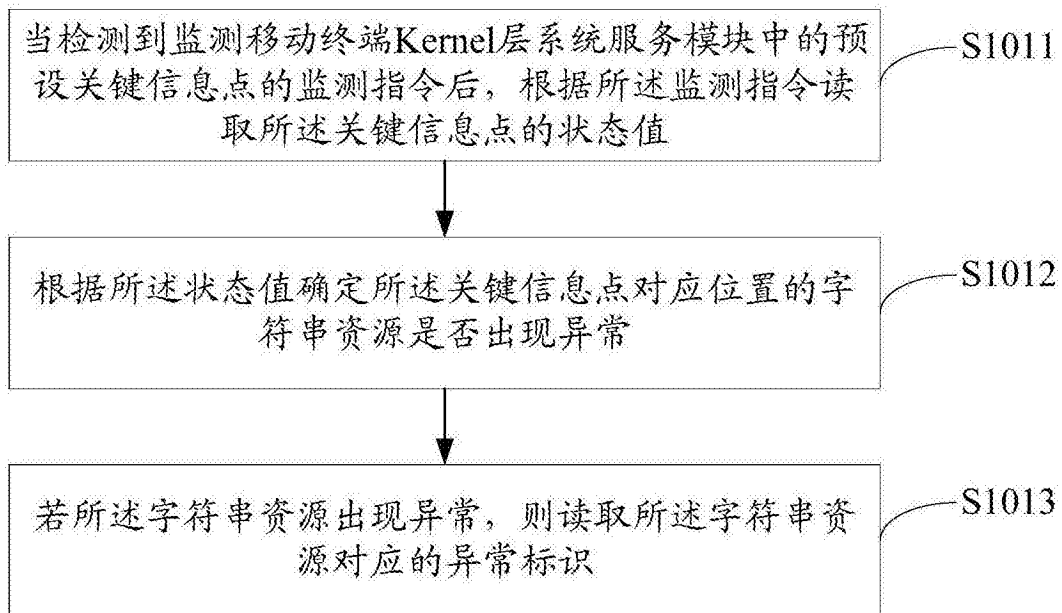 当检测到监测移动终端Kernel层系统服务模块中的预
设关键信息点的监测指令后，根据所述监测指令读
取所述关键信息点的状态值
S1011
根据所述状态值确定所述关键信息点对应位置的字
符串资源是否出现异常
S1012
若所述字符串资源出现异常，则读取所述字符串资
源对应的异常标识
S1013